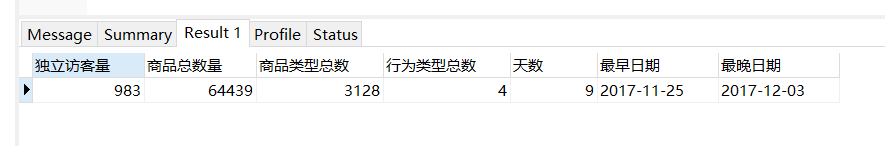 Message Summary Result 1 Profile Status
独立访客量 商品总数量 商品类型总数 行为类型总数 天数 最早日期 最晚日期
983 64439 3128 4 9 2017-11-25 2017-12-03